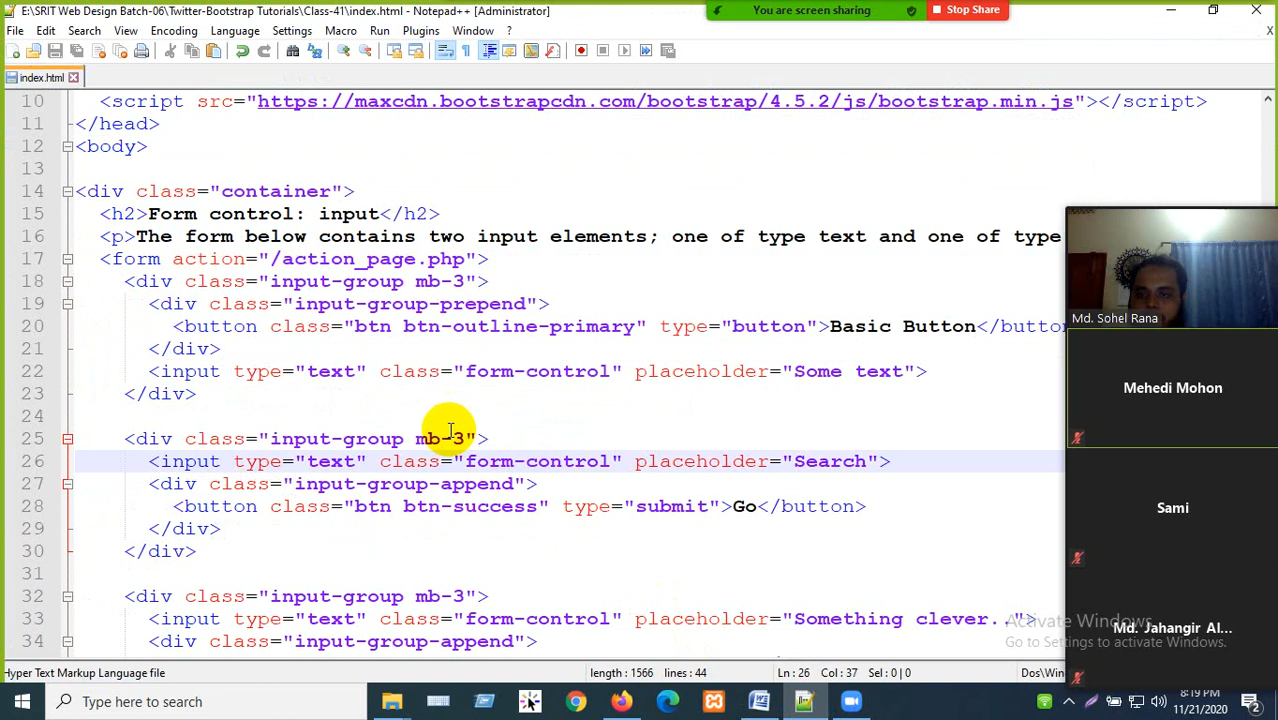 E:\SRIT Web Design Batch-06\Twitter-Bootstrap Tutorials\Class-41\index.html - Notepad++ [Administrator]
You are screen sharing
Stop Share
File Edit Search View Encoding Language Settings Macro Run Plugins Window ? X
index.html
10 <script src="https://maxcdn.bootstrapcdn.com/bootstrap/4.5.2/js/bootstrap.min.js"></script>
11 </head>
12 <body>
13
14 <div class="container">
15 <h2>Form control: input</h2>
16 <p>The form below contains two input elements; one of type text and one of type
17 <form action="/action_page.php">
18 <div class="input-group mb-3">
19 <div class="input-group-prepend">
20 <button class="btn btn-outline-primary" type="button">Basic Button</button
21 </div>
22 <input type="text" class="form-control" placeholder="Some text">
23 </div>
24
25 <div class="input-group mb-3">
26 <input type="text" class="form-control" placeholder="Search">
27 <div class="input-group-append">
28 <button class="btn btn-success" type="submit">Go</button>
29 </div>
30 </div>
31
32 <div class="input-group mb-3">
33 <input type="text" class="form-control" placeholder="Something clever..">
34 <div class="input-group-append">
Md. Sohel Rana
Mehedi Mohon
Sami
Md. Jahangir Al...
Activate Windows
Go to Settings to activate Windows.
Hyper Text Markup Language file length : 1566 lines : 44 Ln : 26 Col : 37 Sel : 0 | 0 Dos\Win
Type here to search
8:19 PM
11/21/2020
2